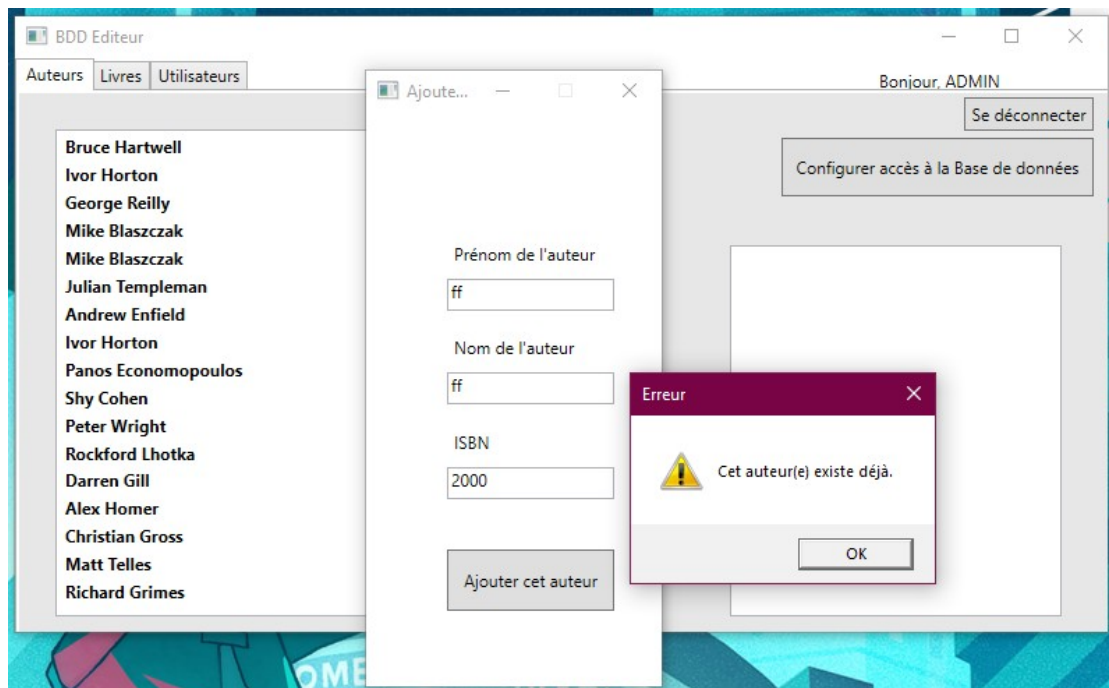 BDD Editeur
Auteurs Livres Utilisateurs
Bonjour, ADMIN
Se déconnecter
Configurer accès à la Base de données
Bruce Hartwell
Ivor Horton
George Reilly
Mike Blaszczak
Mike Blaszczak
Julian Templeman
Andrew Enfield
Ivor Horton
Panos Economopoulos
Shy Cohen
Peter Wright
Rockford Lhotka
Darren Gill
Alex Homer
Christian Gross
Matt Telles
Richard Grimes
Ajoute...
Prénom de l'auteur
ff
Nom de l'auteur
ff
ISBN
2000
Ajouter cet auteur
Erreur
Cet auteur(e) existe déjà.
OK